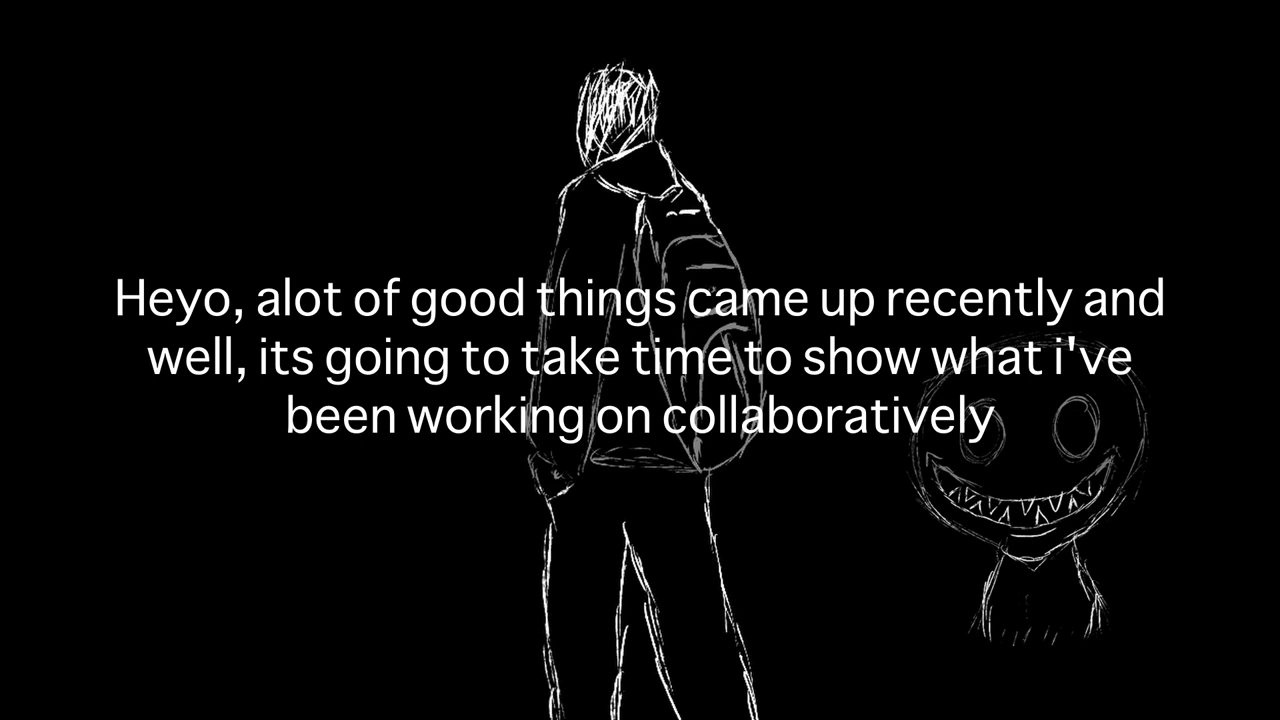 Heyo, alot of good things came up recently and
well, its going to take time to show what i've
been working on collaboratively